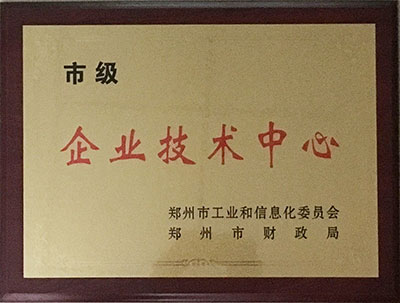 市级
企业技术中心
郑州市工业和信息化委员会
郑州市财政局